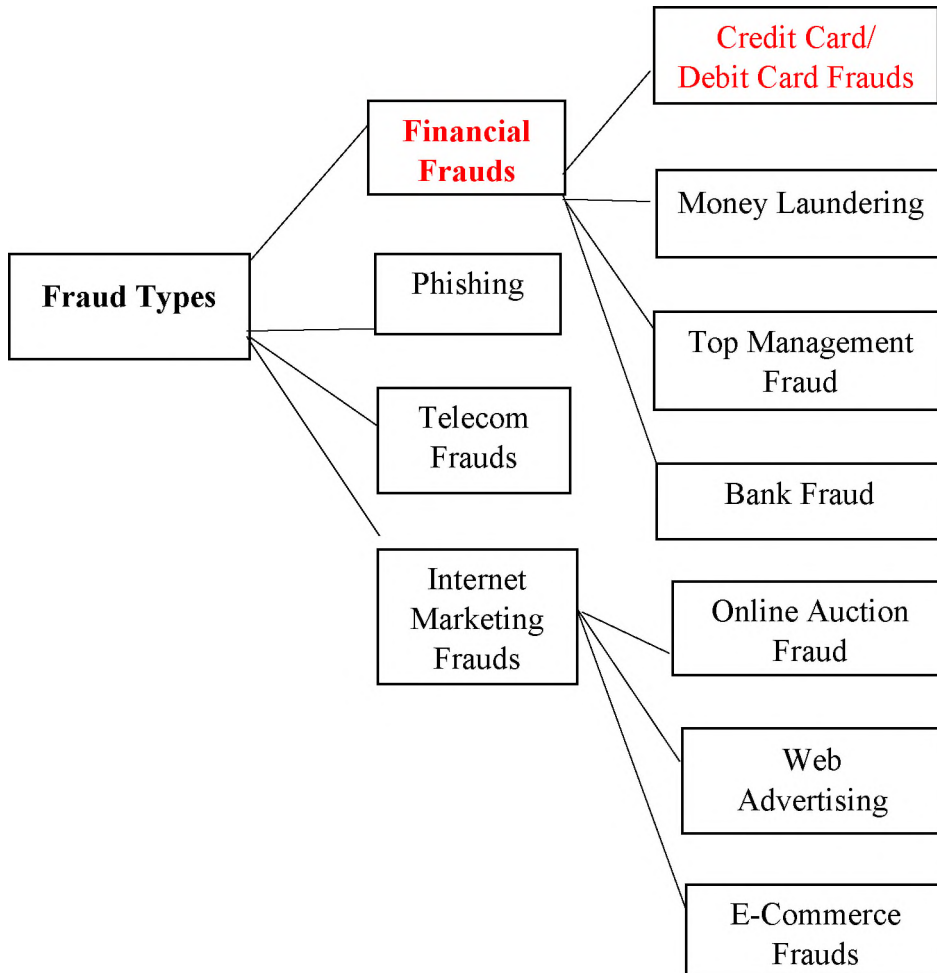 Credit Card/
Debit Card Frauds
Financial
Frauds
Money Laundering
Fraud Types
Phishing
Top Management
Fraud
Telecom
Frauds
Bank Fraud
Internet
Marketing
Frauds
Online Auction
Fraud
Web
Advertising
E-Commerce
Frauds